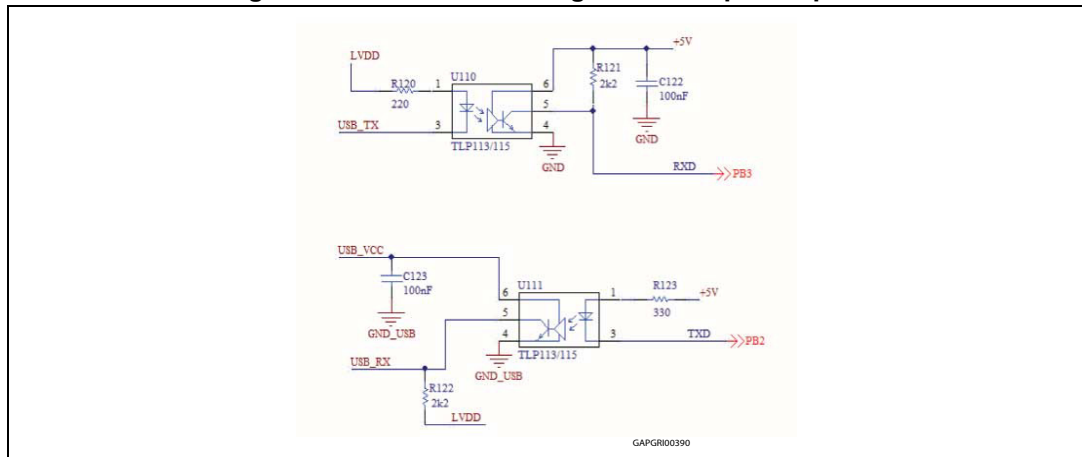 +5V
LVDD
R120
220
1
U110
6
5
4
3
R121
2k2
C122
100nF
GND
USB_TX
TLP113/115
GND
RXD
PB3
USB_VCC
C123
100nF
GND_USB
U111
6
5
4
1
3
R123
330
+5V
TXD
PB2
TLP113/115
GND_USB
USB_RX
R122
2k2
LVDD
GAPGRI00390